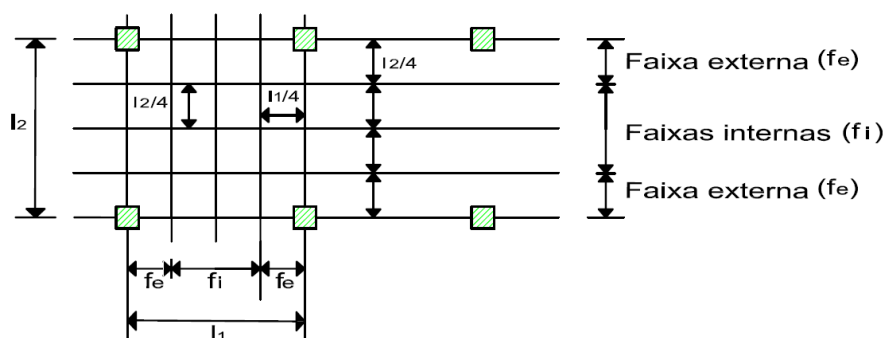 l2/4
Faixa externa (fe)
l2/4
l1/4
l2
Faixas internas (fi)
Faixa externa (fe)
fe
fi
fe
l1